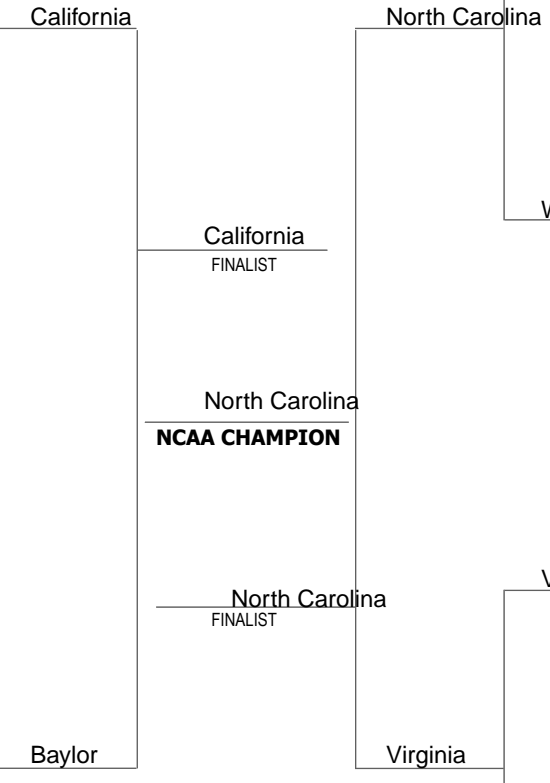 California
North Carolina
W
California
FINALIST
North Carolina
NCAA CHAMPION
V
North Carolina
FINALIST
Baylor
Virginia